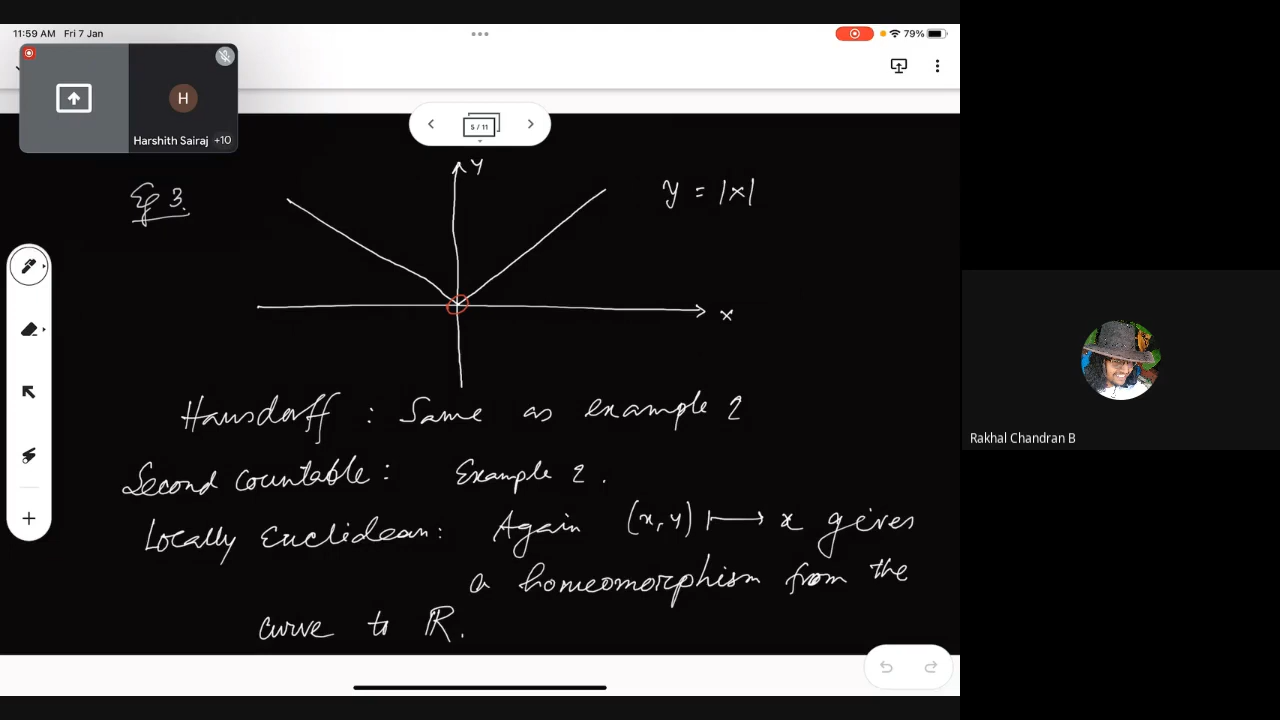 11:59 AM Fri 7 Jan
79%
H
Harshith Sairaj +10
5 / 11
Eg 3.
y
y = |x|
x
Hausdorff : Same as example 2
Second Countable : Example 2.
Locally Euclidean : Again (x, y) ⟼ x gives
a homeomorphism from the
curve to ℝ.
Rakhal Chandran B